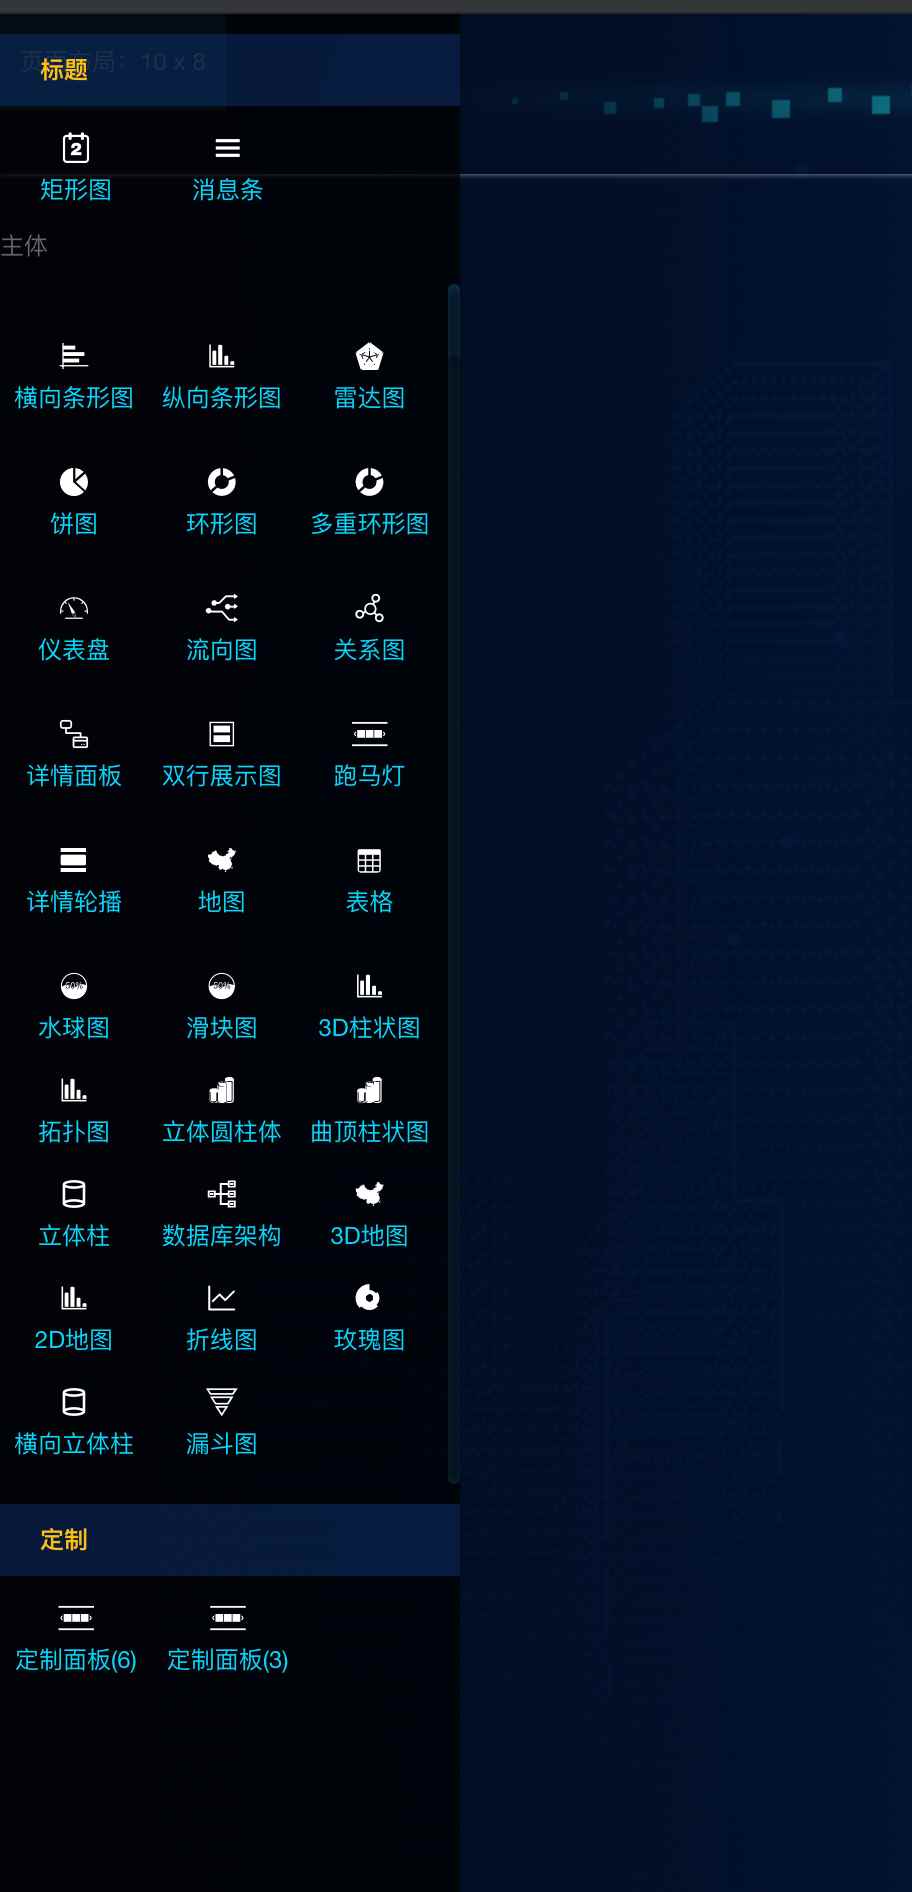 页面布局：10 x 8
标题
矩形图 消息条
主体
横向条形图 纵向条形图 雷达图
饼图 环形图 多重环形图
仪表盘 流向图 关系图
详情面板 双行展示图 跑马灯
详情轮播 地图 表格
水球图 滑块图 3D柱状图
拓扑图 立体圆柱体 曲顶柱状图
立体柱 数据库架构 3D地图
2D地图 折线图 玫瑰图
横向立体柱 漏斗图
定制
定制面板(6) 定制面板(3)